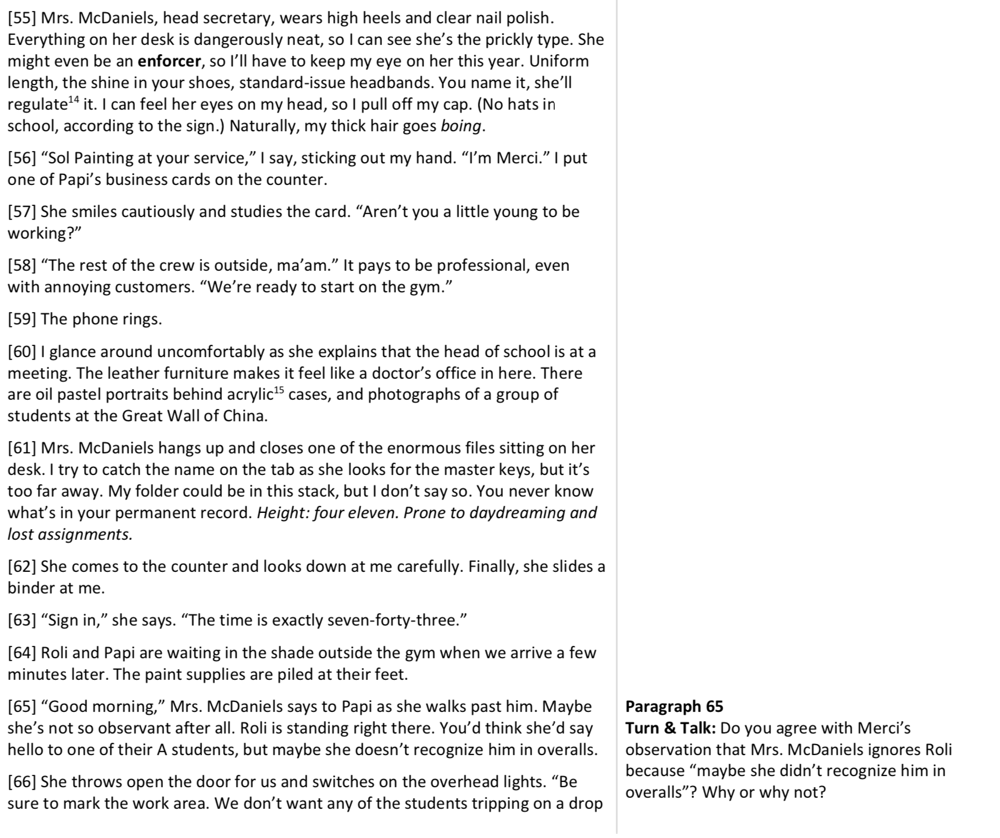 [55] Mrs. McDaniels, head secretary, wears high heels and clear nail polish.
Everything on her desk is dangerously neat, so I can see she’s the prickly type. She
might even be an enforcer, so I’ll have to keep my eye on her this year. Uniform
length, the shine in your shoes, standard-issue headbands. You name it, she’ll
regulate14 it. I can feel her eyes on my head, so I pull off my cap. (No hats in
school, according to the sign.) Naturally, my thick hair goes boing.
[56] “Sol Painting at your service,” I say, sticking out my hand. “I’m Merci.” I put
one of Papi’s business cards on the counter.
[57] She smiles cautiously and studies the card. “Aren’t you a little young to be
working?”
[58] “The rest of the crew is outside, ma’am.” It pays to be professional, even
with annoying customers. “We’re ready to start on the gym.”
[59] The phone rings.
[60] I glance around uncomfortably as she explains that the head of school is at a
meeting. The leather furniture makes it feel like a doctor’s office in here. There
are oil pastel portraits behind acrylic15 cases, and photographs of a group of
students at the Great Wall of China.
[61] Mrs. McDaniels hangs up and closes one of the enormous files sitting on her
desk. I try to catch the name on the tab as she looks for the master keys, but it’s
too far away. My folder could be in this stack, but I don’t say so. You never know
what’s in your permanent record. Height: four eleven. Prone to daydreaming and
lost assignments.
[62] She comes to the counter and looks down at me carefully. Finally, she slides a
binder at me.
[63] “Sign in,” she says. “The time is exactly seven-forty-three.”
[64] Roli and Papi are waiting in the shade outside the gym when we arrive a few
minutes later. The paint supplies are piled at their feet.
[65] “Good morning,” Mrs. McDaniels says to Papi as she walks past him. Maybe
she’s not so observant after all. Roli is standing right there. You’d think she’d say
hello to one of their A students, but maybe she doesn’t recognize him in overalls.
[66] She throws open the door for us and switches on the overhead lights. “Be
sure to mark the work area. We don’t want any of the students tripping on a drop
Paragraph 65
Turn & Talk: Do you agree with Merci’s
observation that Mrs. McDaniels ignores Roli
because “maybe she didn’t recognize him in
overalls”? Why or why not?